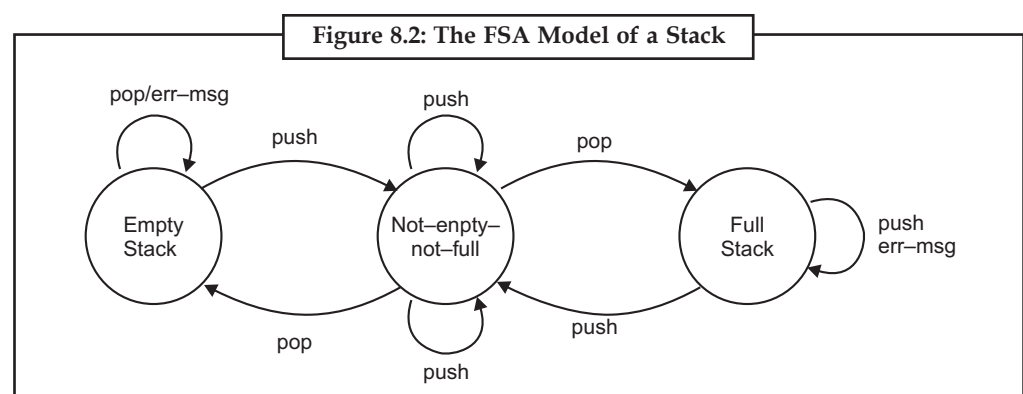 Figure 8.2: The FSA Model of a Stack
pop/err–msg
push
push
pop
Empty
Stack
Not–enpty–
not–full
Full
Stack
push
err–msg
pop
push
push